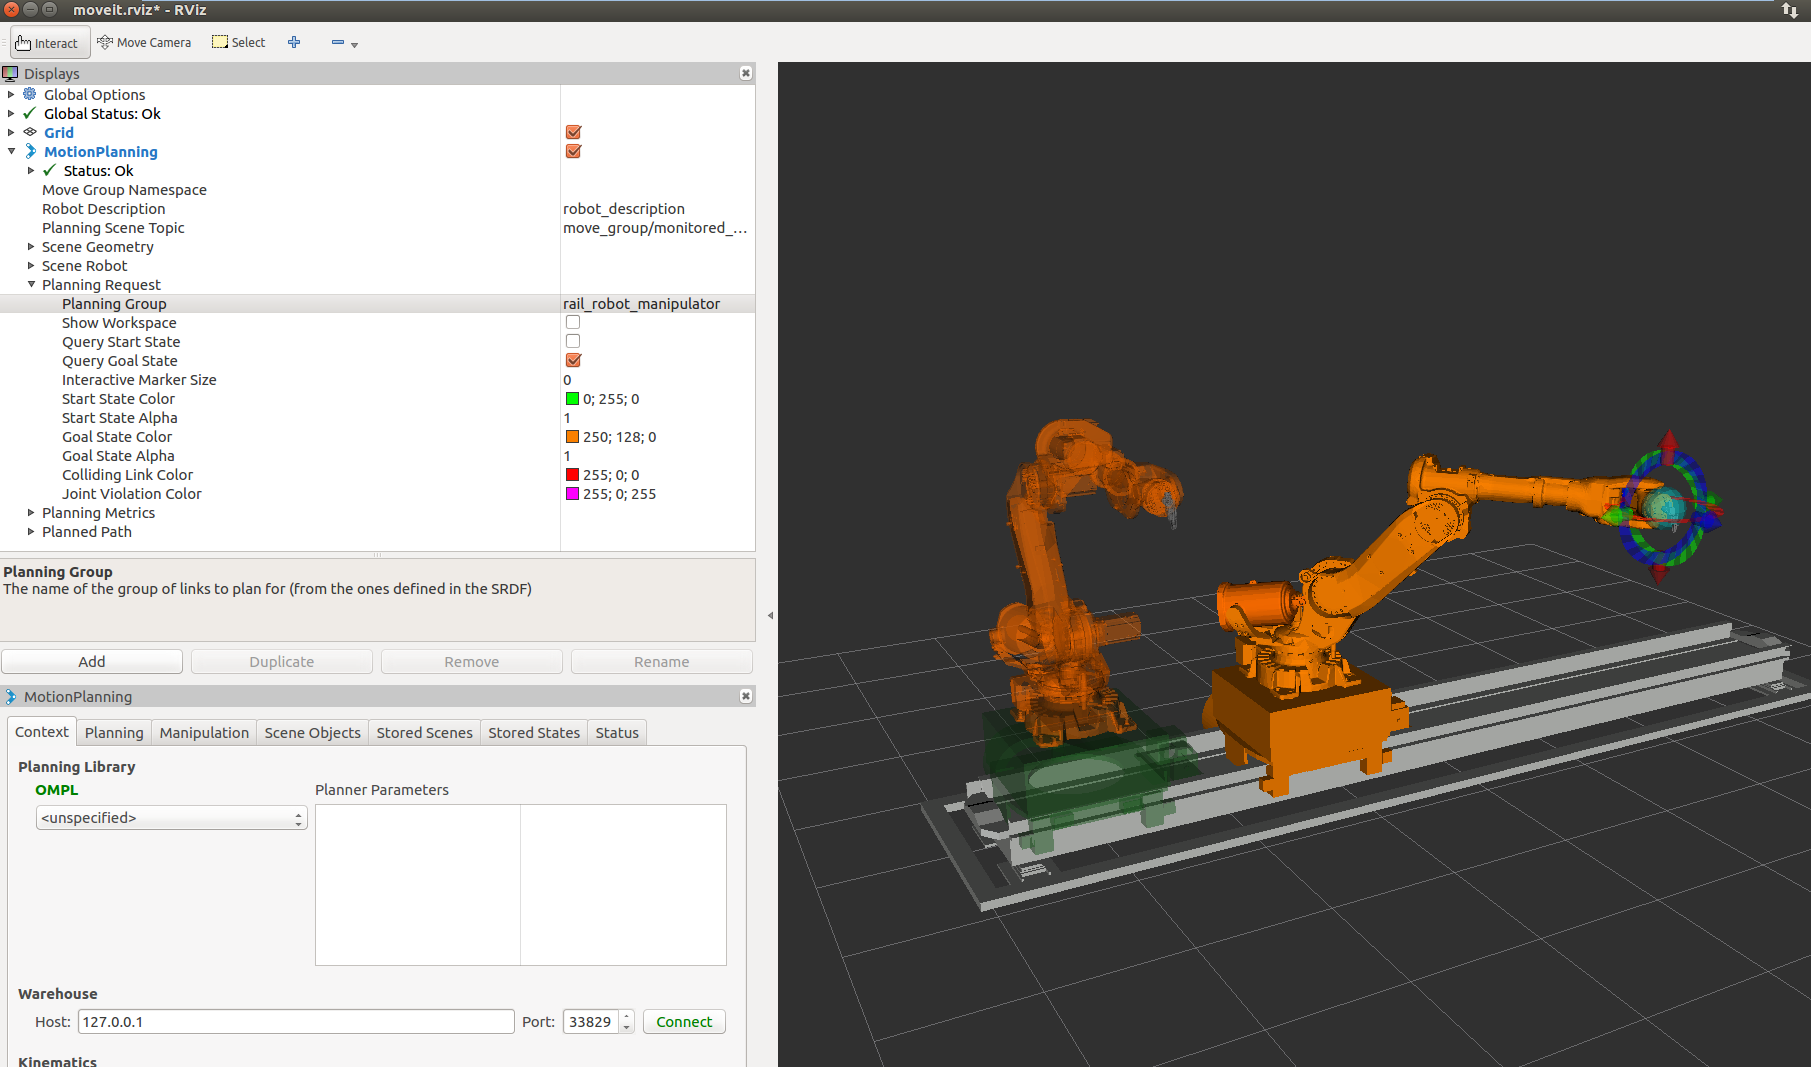 moveit.rviz* - RViz
Interact Move Camera Select
Displays
Global Options
Global Status: Ok
Grid
MotionPlanning
Status: Ok
Move Group Namespace
Robot Description robot_description
Planning Scene Topic move_group/monitored_...
Scene Geometry
Scene Robot
Planning Request
Planning Group rail_robot_manipulator
Show Workspace
Query Start State
Query Goal State
Interactive Marker Size 0
Start State Color 0; 255; 0
Start State Alpha 1
Goal State Color 250; 128; 0
Goal State Alpha 1
Colliding Link Color 255; 0; 0
Joint Violation Color 255; 0; 255
Planning Metrics
Planned Path
Planning Group
The name of the group of links to plan for (from the ones defined in the SRDF)
Add Duplicate Remove Rename
MotionPlanning
Context Planning Manipulation Scene Objects Stored Scenes Stored States Status
Planning Library
OMPL Planner Parameters
<unspecified>
Warehouse
Host: 127.0.0.1 Port: 33829 Connect
Kinematics